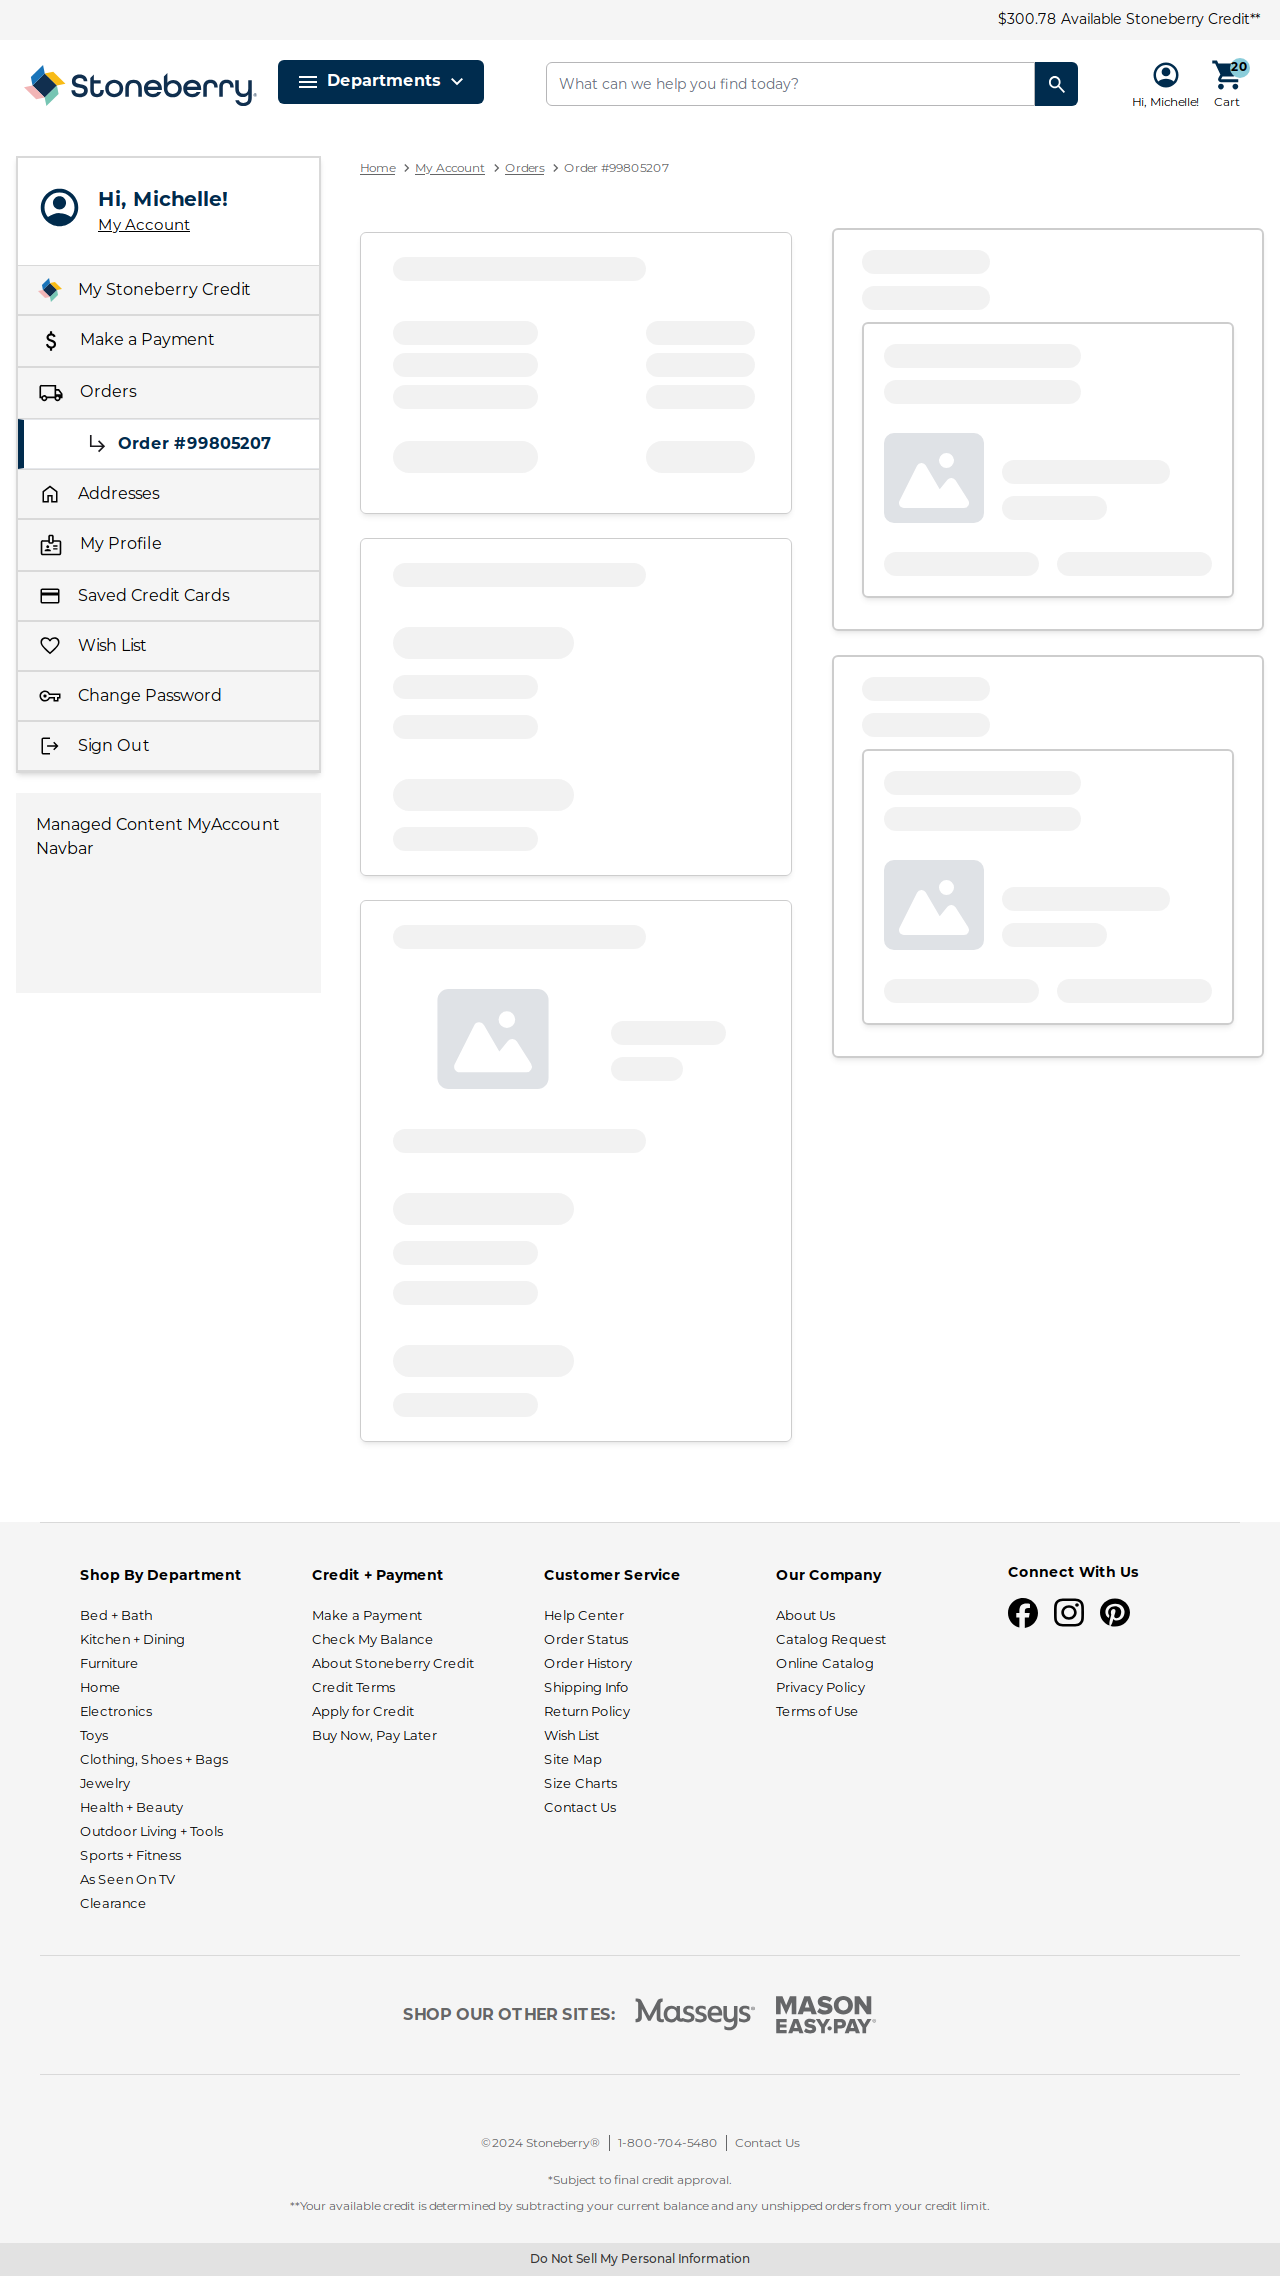 $300.78 Available Stoneberry Credit**
Stoneberry
Departments
What can we help you find today?
Hi, Michelle!
20
Cart
Home > My Account > Orders > Order #99805207
Hi, Michelle!
My Account
My Stoneberry Credit
Make a Payment
Orders
Order #99805207
Addresses
My Profile
Saved Credit Cards
Wish List
Change Password
Sign Out
Managed Content MyAccount
Navbar
Shop By Department
Bed + Bath
Kitchen + Dining
Furniture
Home
Electronics
Toys
Clothing, Shoes + Bags
Jewelry
Health + Beauty
Outdoor Living + Tools
Sports + Fitness
As Seen On TV
Clearance
Credit + Payment
Make a Payment
Check My Balance
About Stoneberry Credit
Credit Terms
Apply for Credit
Buy Now, Pay Later
Customer Service
Help Center
Order Status
Order History
Shipping Info
Return Policy
Wish List
Site Map
Size Charts
Contact Us
Our Company
About Us
Catalog Request
Online Catalog
Privacy Policy
Terms of Use
Connect With Us
SHOP OUR OTHER SITES:
Masseys
MASON
EASY•PAY
©2024 Stoneberry® | 1-800-704-5480 | Contact Us
*Subject to final credit approval.
**Your available credit is determined by subtracting your current balance and any unshipped orders from your credit limit.
Do Not Sell My Personal Information